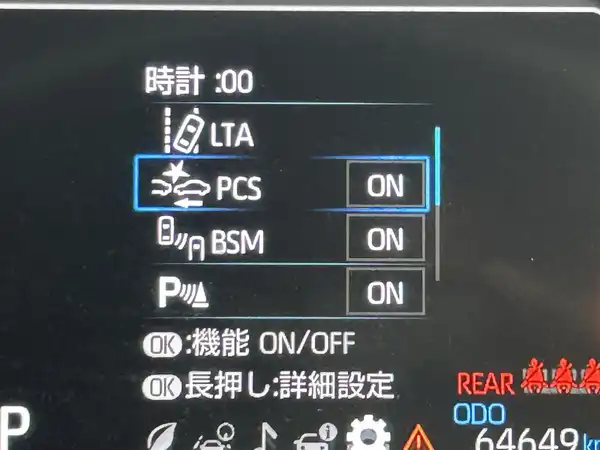 時計 :00
LTA
PCS ON
BSM ON
P ON
OK:機能 ON/OFF
OK長押し:詳細設定
REAR
P
ODO
64649km